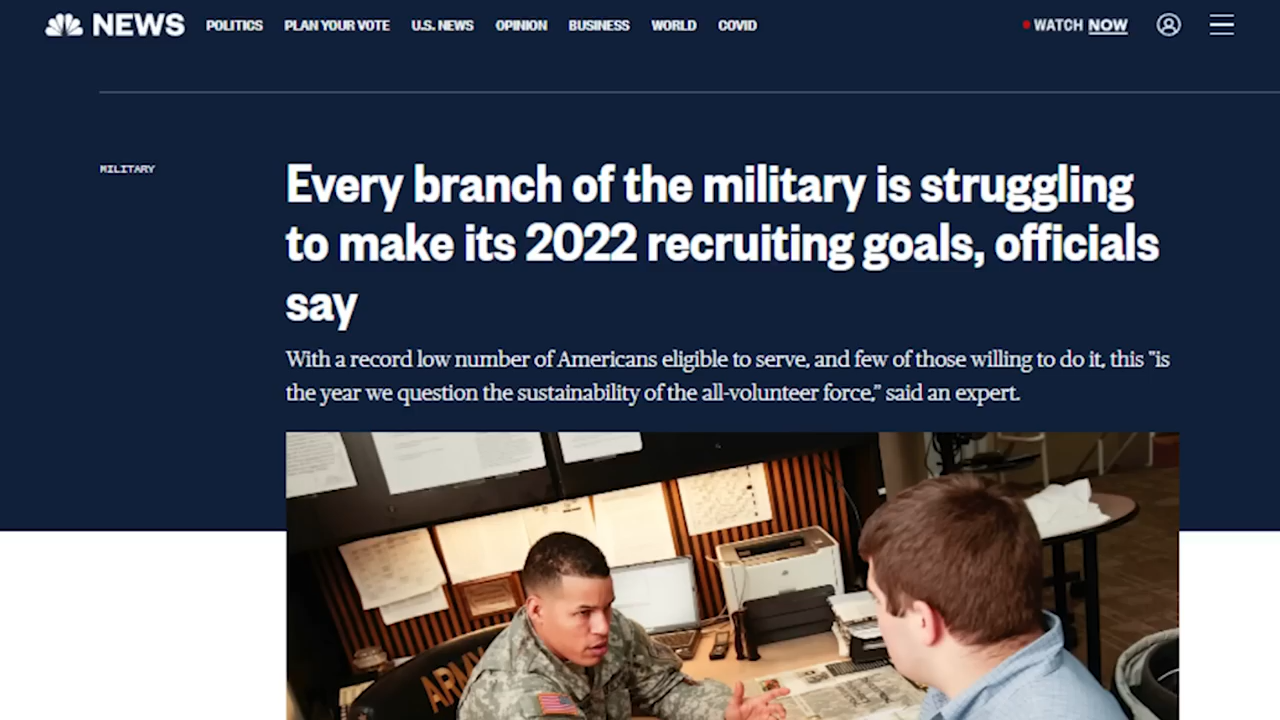 NEWS POLITICS PLAN YOUR VOTE U.S. NEWS OPINION BUSINESS WORLD COVID WATCH NOW
MILITARY
Every branch of the military is struggling
to make its 2022 recruiting goals, officials
say
With a record low number of Americans eligible to serve, and few of those willing to do it, this "is
the year we question the sustainability of the all-volunteer force,” said an expert.
ARMY